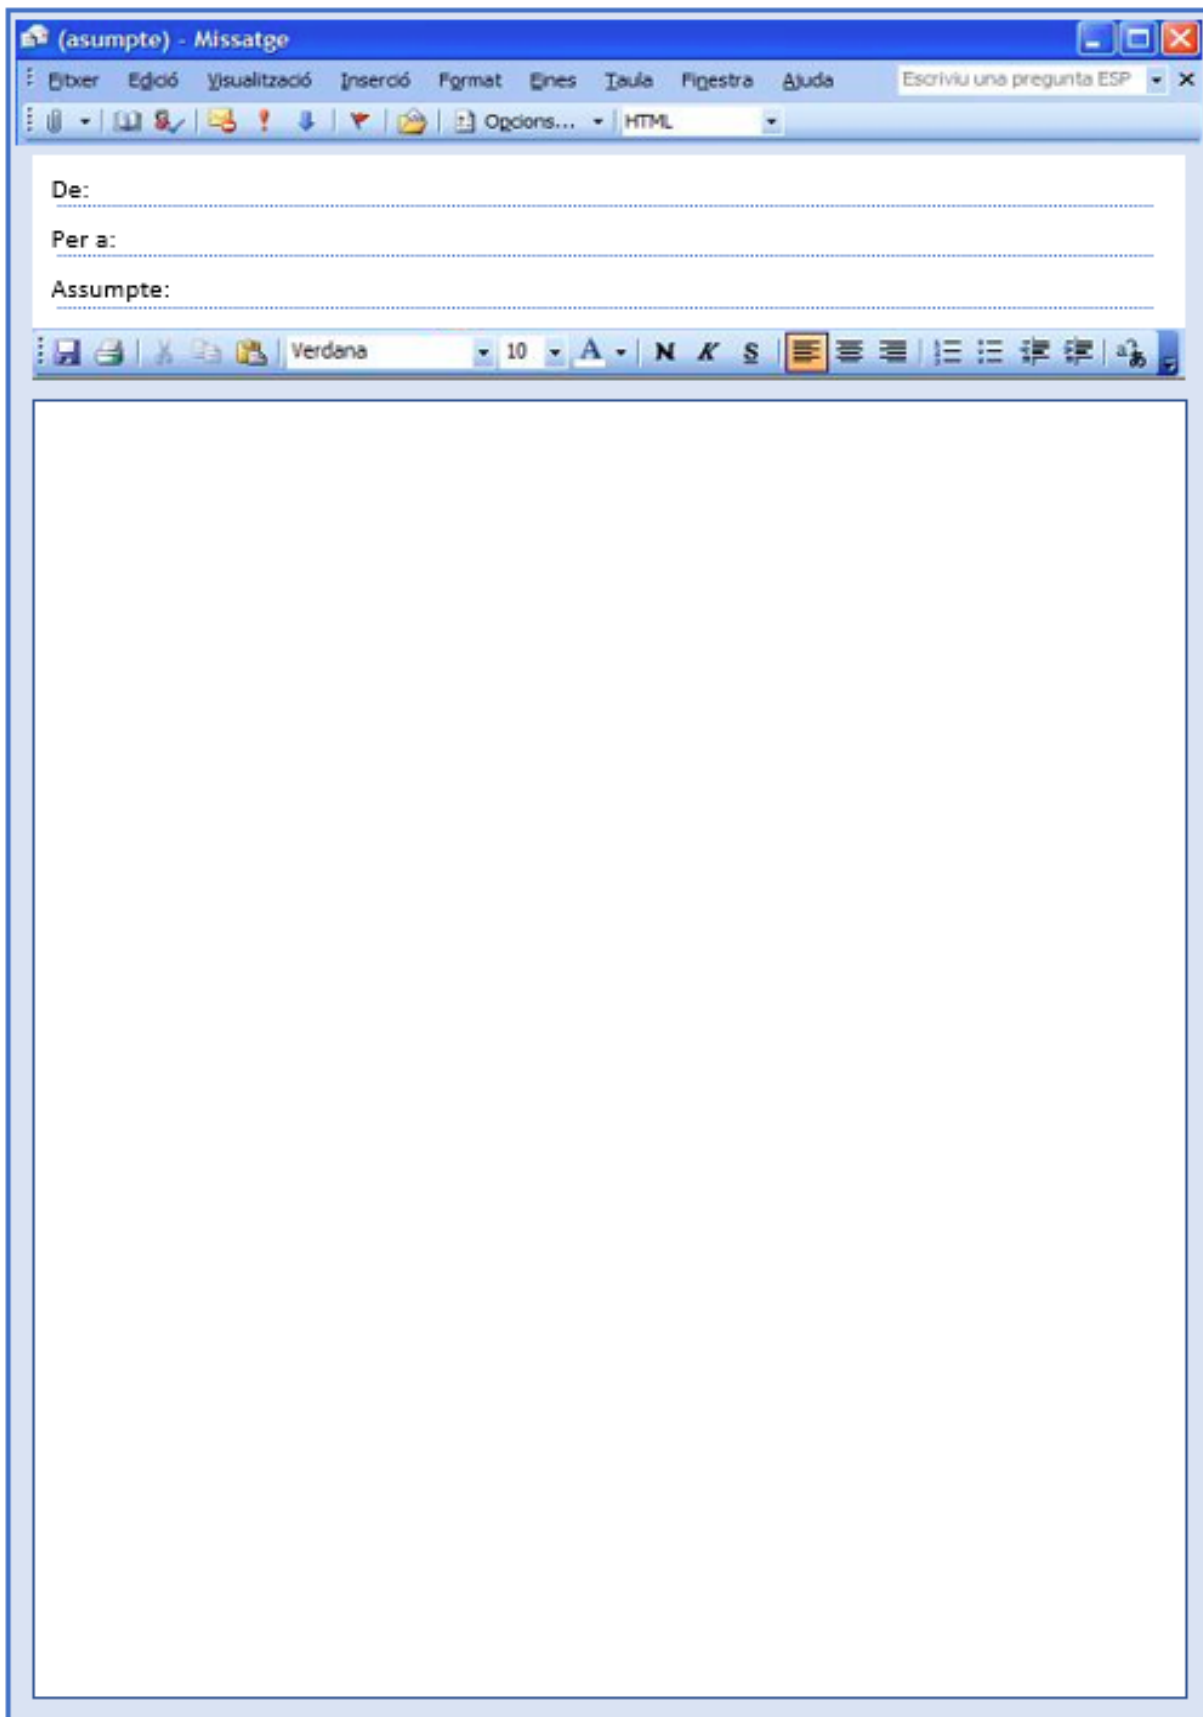 (asumpte) - Missatge
Fitxer Edició Visualització Inserció Format Eines Taula Finestra Ajuda Escriviu una pregunta ESP
Opcions... HTML
De:
Per a:
Assumpte:
Verdana 10 A N K S